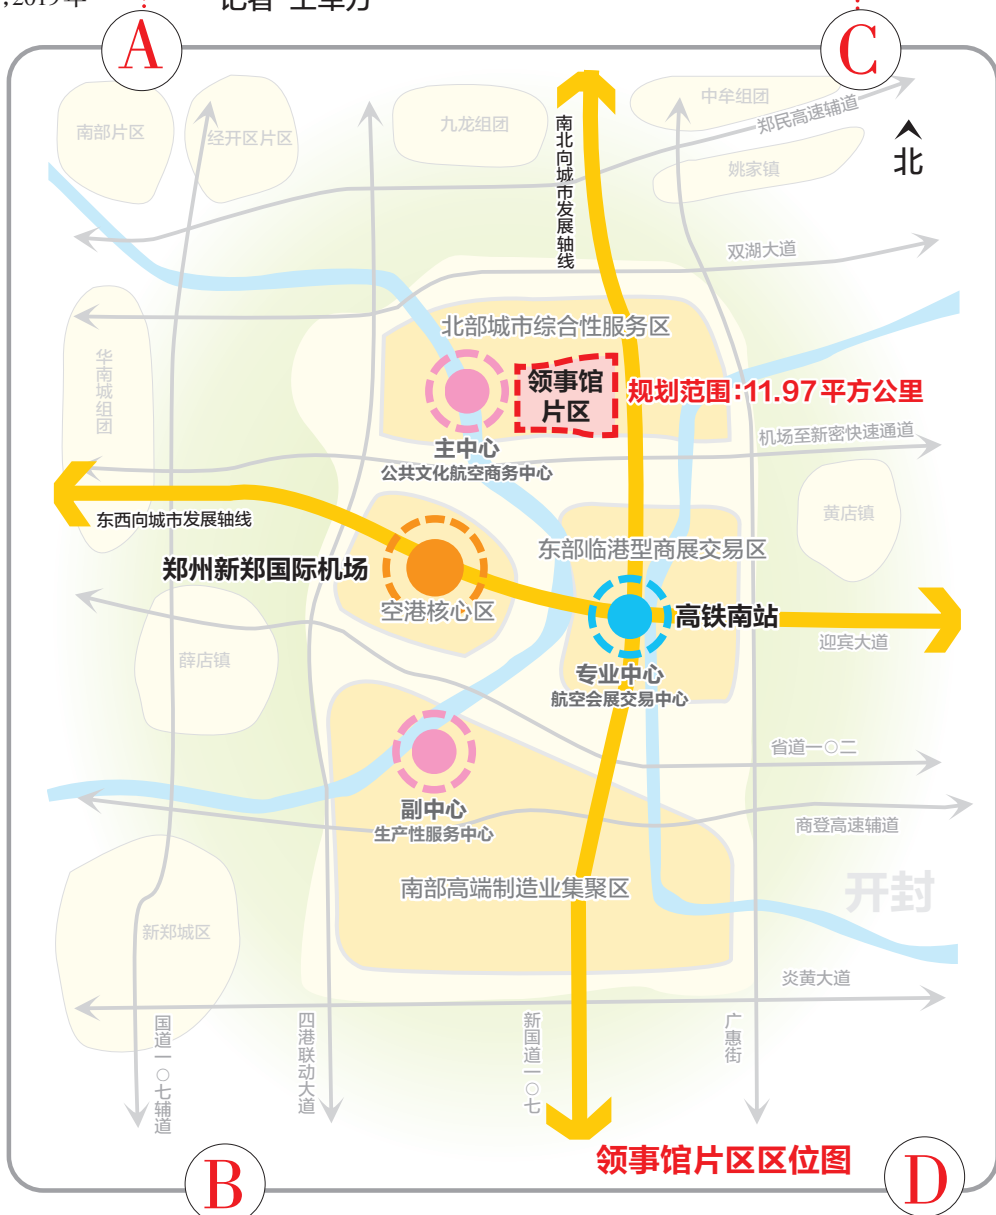 ,2019年
A
C
南部片区
经开区片区
九龙组团
中牟组团
郑民高速辅道
姚家镇
北
南北向城市发展轴线
双湖大道
北部城市综合性服务区
华南城组团
领事馆
片区
规划范围:11.97平方公里
主中心
公共文化航空商务中心
机场至新密快速通道
东西向城市发展轴线
黄店镇
郑州新郑国际机场
东部临港型商展交易区
空港核心区
高铁南站
迎宾大道
薛店镇
专业中心
航空会展交易中心
省道一〇二
副中心
生产性服务中心
商登高速辅道
南部高端制造业集聚区
开封
新郑城区
炎黄大道
国道一〇七辅道
四港联动大道
新国道一〇七
广惠街
领事馆片区区位图
B
D